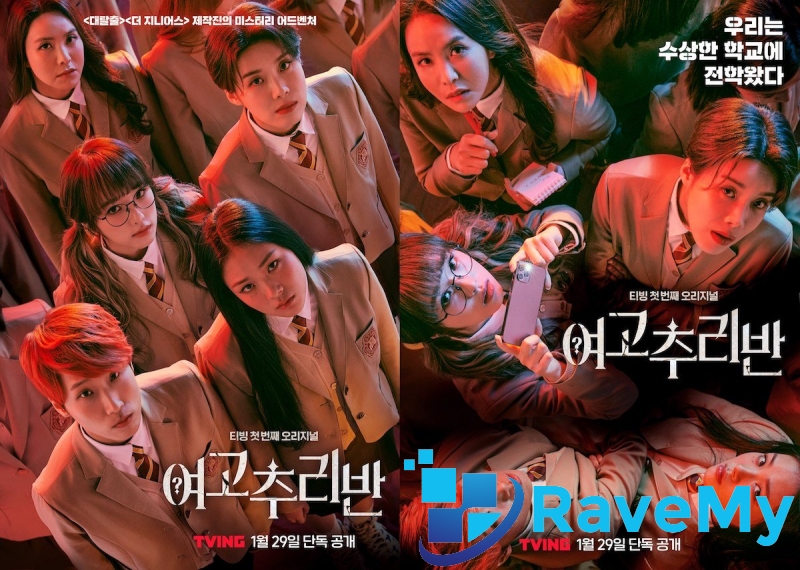 <대탈출><더 지니어스> 제작진의 미스터리 어드벤처
티빙 첫 번째 오리지널
여고추리반
TVING 1월 29일 단독 공개
우리는
수상한 학교에
전학왔다
티빙 첫 번째 오리지널
여고추리반
RaveMy
TVING 1월 29일 단독 공개